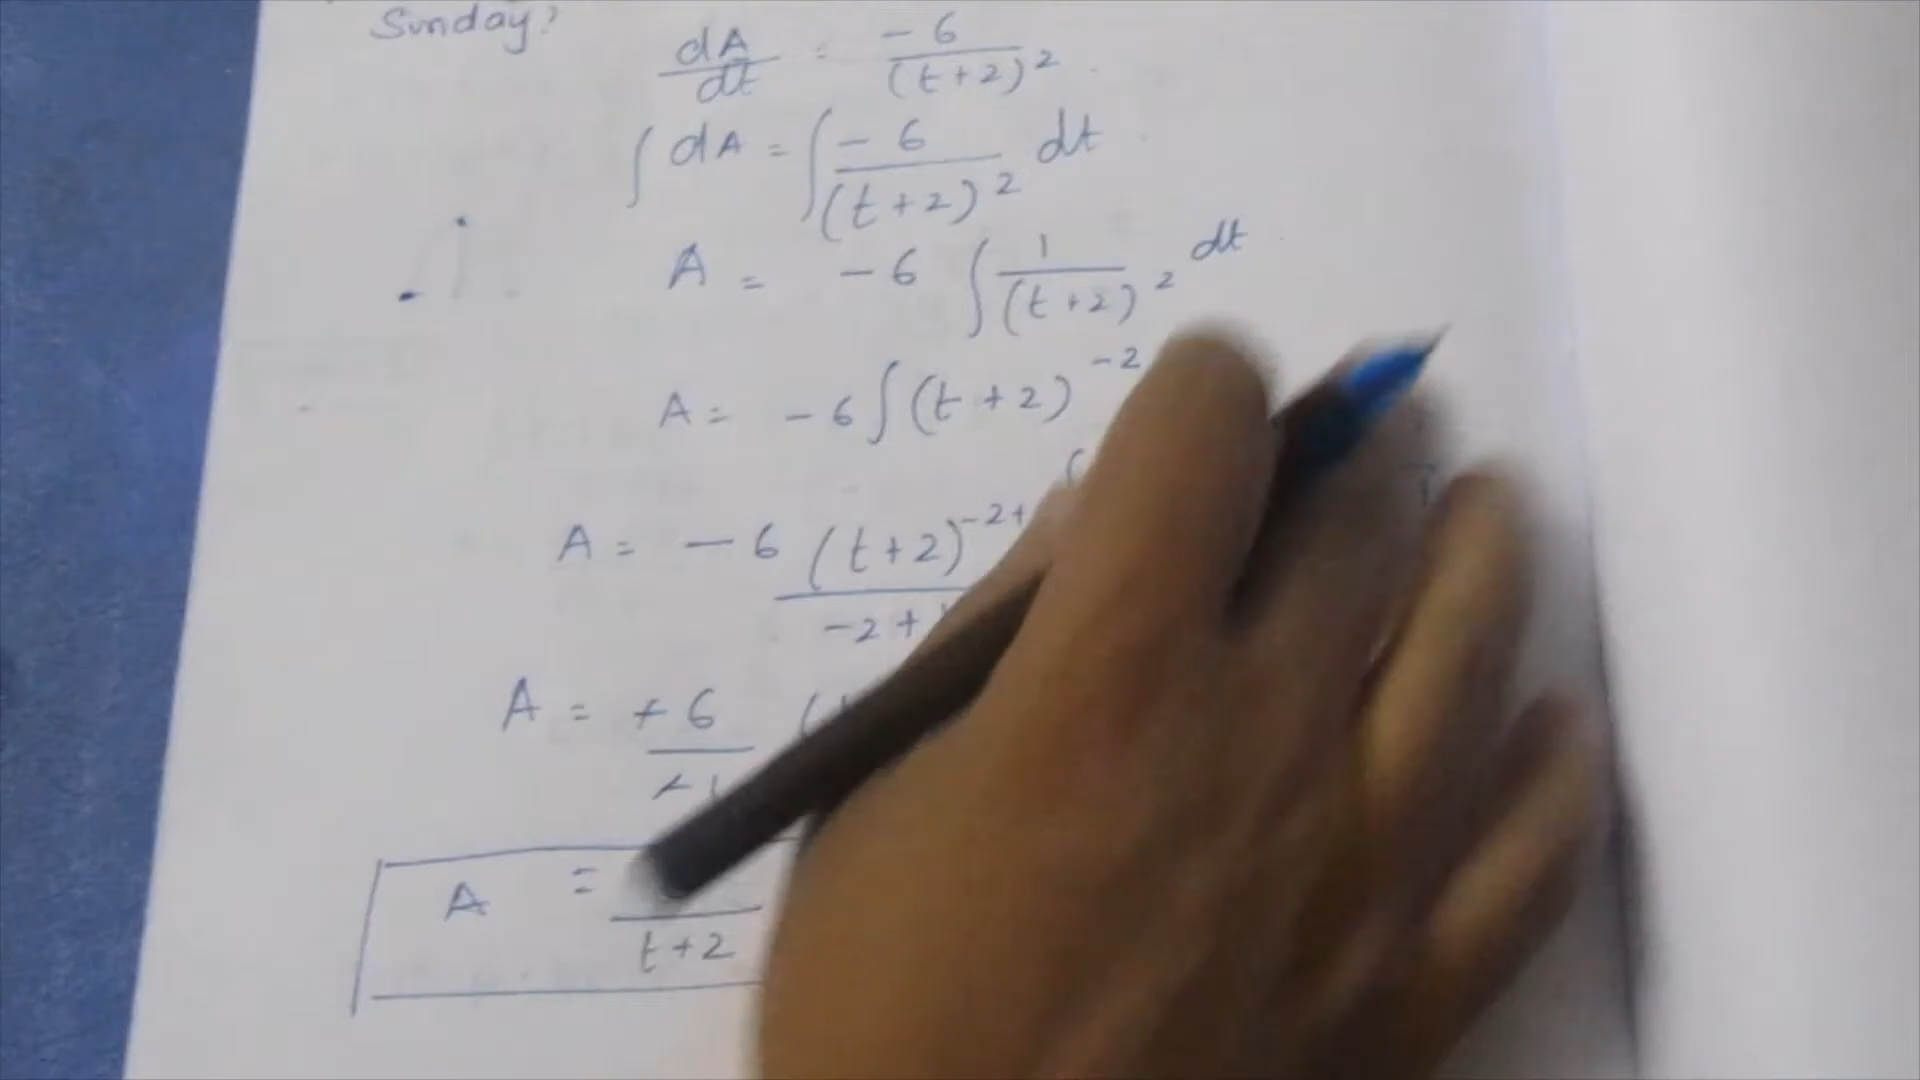 Sunday?
dA/dt = -6/(t+2)²
∫ dA = ∫ -6/(t+2)² dt
A = -6 ∫ 1/(t+2)² dt
A = -6 ∫ (t+2)⁻²
A = -6 (t+2)⁻²⁺ / -2+
A = +6
A = /t+2